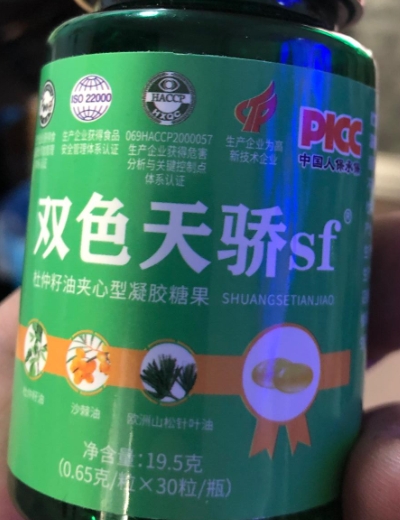 ISO 22000
HACCP
HXQC
生产企业获得食品
安全管理体系认证
069HACCP2000057
生产企业获得危害
分析与关键控制点
体系认证
生产企业为高
新技术企业
PICC
中国人保承保
双色天骄sf®
杜仲籽油夹心型凝胶糖果 SHUANGSETIANJIAO
沙棘油
欧洲山松针叶油
净含量:19.5克
(0.65克/粒×30粒/瓶)